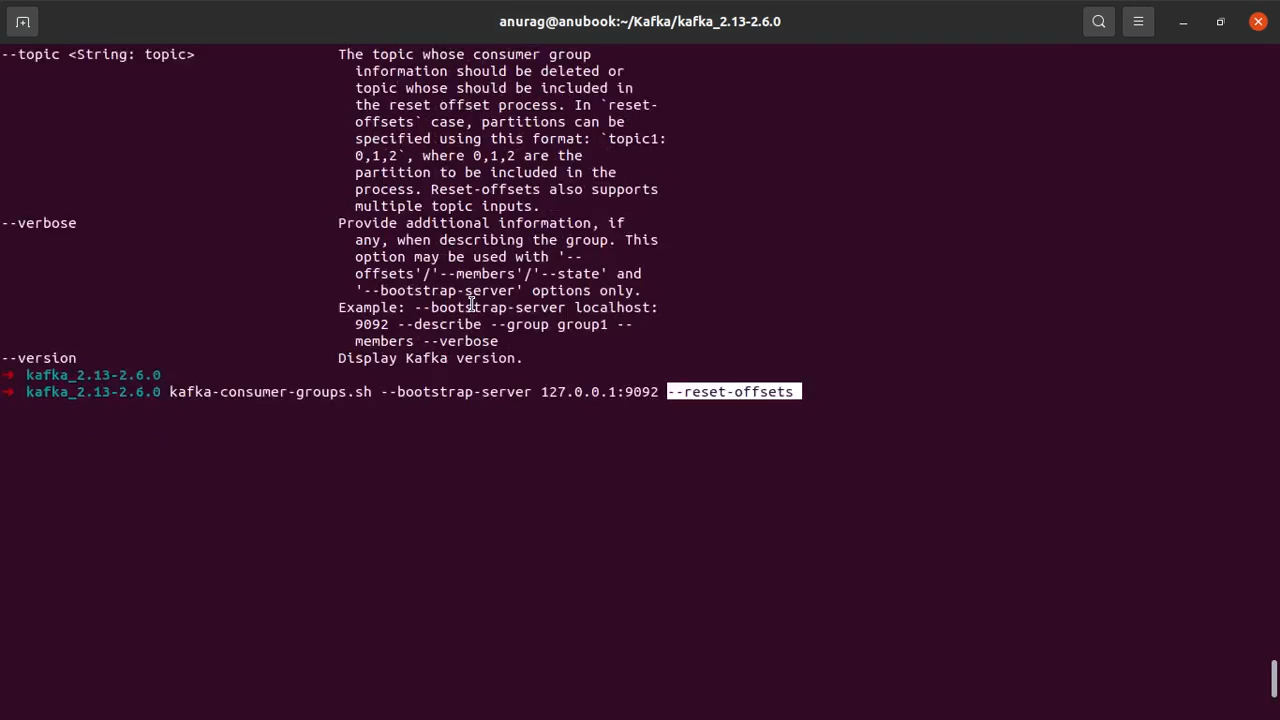 anurag@anubook:~/Kafka/kafka_2.13-2.6.0
--topic <String: topic> The topic whose consumer group
information should be deleted or
topic whose should be included in
the reset offset process. In `reset-
offsets` case, partitions can be
specified using this format: `topic1:
0,1,2`, where 0,1,2 are the
partition to be included in the
process. Reset-offsets also supports
multiple topic inputs.
--verbose Provide additional information, if
any, when describing the group. This
option may be used with '--
offsets'/'--members'/'--state' and
'--bootstrap-server' options only.
Example: --bootstrap-server localhost:
9092 --describe --group group1 --
members --verbose
--version Display Kafka version.
➜ kafka_2.13-2.6.0
➜ kafka_2.13-2.6.0 kafka-consumer-groups.sh --bootstrap-server 127.0.0.1:9092 --reset-offsets